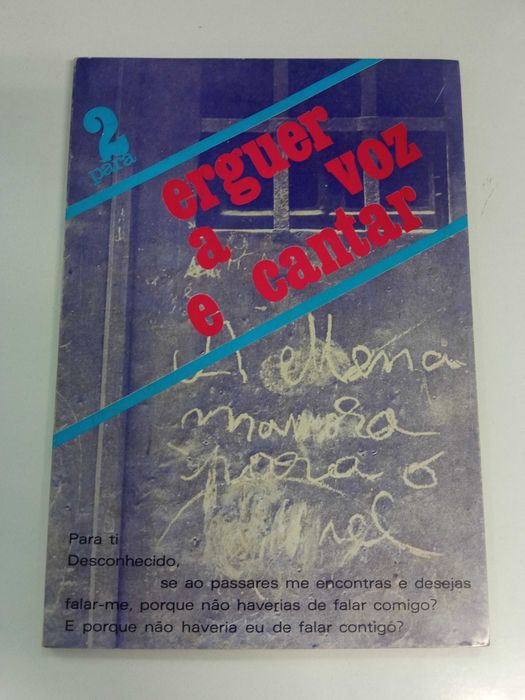 2
para
erguer
a voz
e cantar
para o
Para ti
Desconhecido,
se ao passares me encontras e desejas
falar-me, porque não haverias de falar comigo?
E porque não haveria eu de falar contigo?